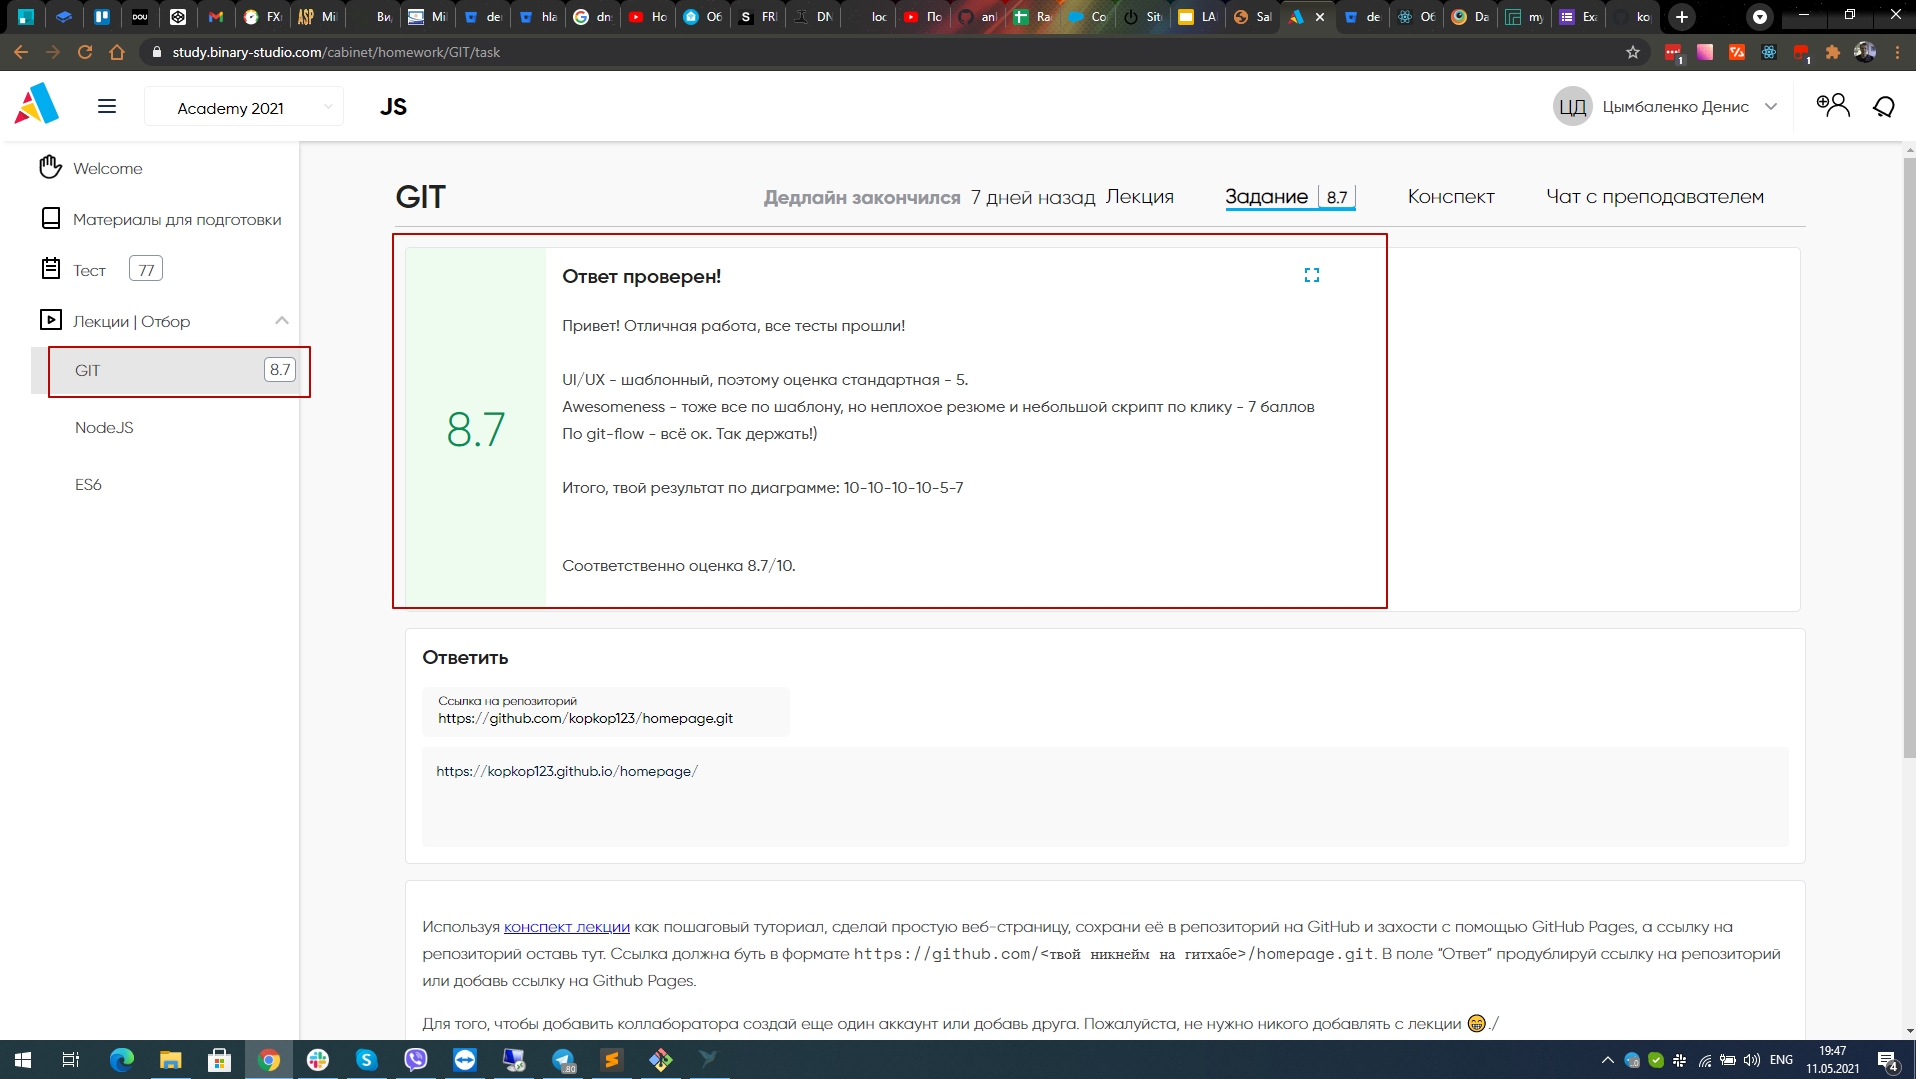 DOU
FX
ASP
Mi
Ви
Mi
de
hla
dn
Но
Об
S
FR
DN
loc
По
anl
Ra
Co
Sit
LA
Sal
de
Об
Da
my
Exa
ko
study.binary-studio.com/cabinet/homework/GIT/task
1
1
Academy 2021
JS
ЦД
Цымбаленко Денис
Welcome
Материалы для подготовки
Тест
77
Лекции | Отбор
GIT
8.7
NodeJS
ES6
GIT
Дедлайн закончился 7 дней назад
Лекция
Задание 8.7
Конспект
Чат с преподавателем
8.7
Ответ проверен!
Привет! Отличная работа, все тесты прошли!
UI/UX - шаблонный, поэтому оценка стандартная - 5.
Awesomeness - тоже все по шаблону, но неплохое резюме и небольшой скрипт по клику - 7 баллов
По git-flow - всё ок. Так держать!)
Итого, твой результат по диаграмме: 10-10-10-10-5-7
Соответственно оценка 8.7/10.
Ответить
Ссылка на репозиторий
https://github.com/kopkop123/homepage.git
https://kopkop123.github.io/homepage/
Используя конспект лекции как пошаговый туториал, сделай простую веб-страницу, сохрани её в репозиторий на GitHub и захости с помощью GitHub Pages, а ссылку на
репозиторий оставь тут. Ссылка должна буть в формате https://github.com/<твой никнейм на гитхабе>/homepage.git. В поле “Ответ” продублируй ссылку на репозиторий
или добавь ссылку на Github Pages.
Для того, чтобы добавить коллаборатора создай еще один аккаунт или добавь друга. Пожалуйста, не нужно никого добавлять с лекции 😁./
80
ENG
19:47
11.05.2021
4